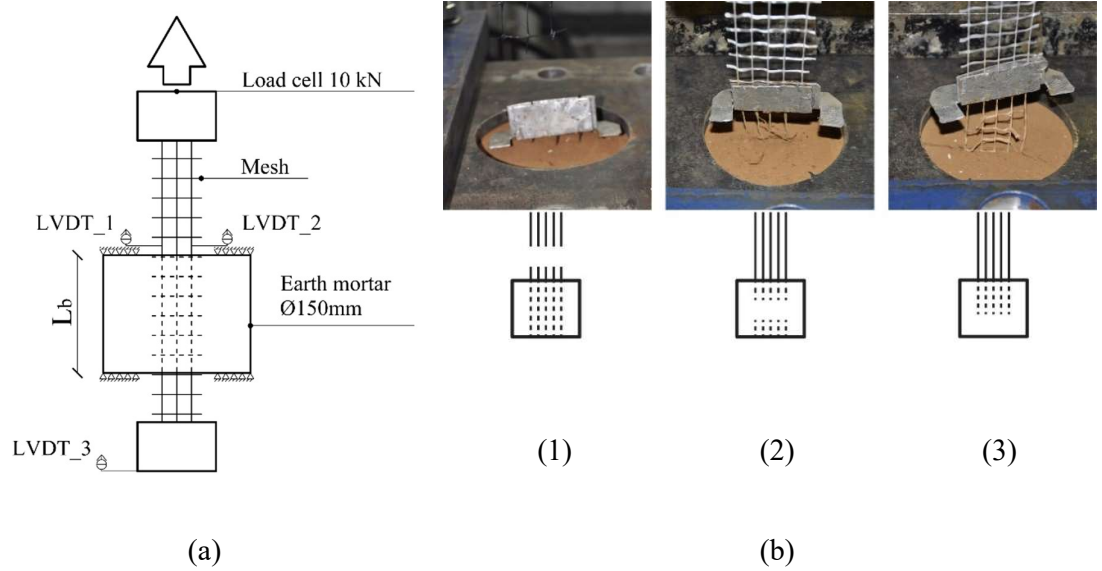 Load cell 10 kN
Mesh
LVDT_1
LVDT_2
Lb
Earth mortar
Ø150mm
LVDT_3
(1)
(2)
(3)
(a)
(b)